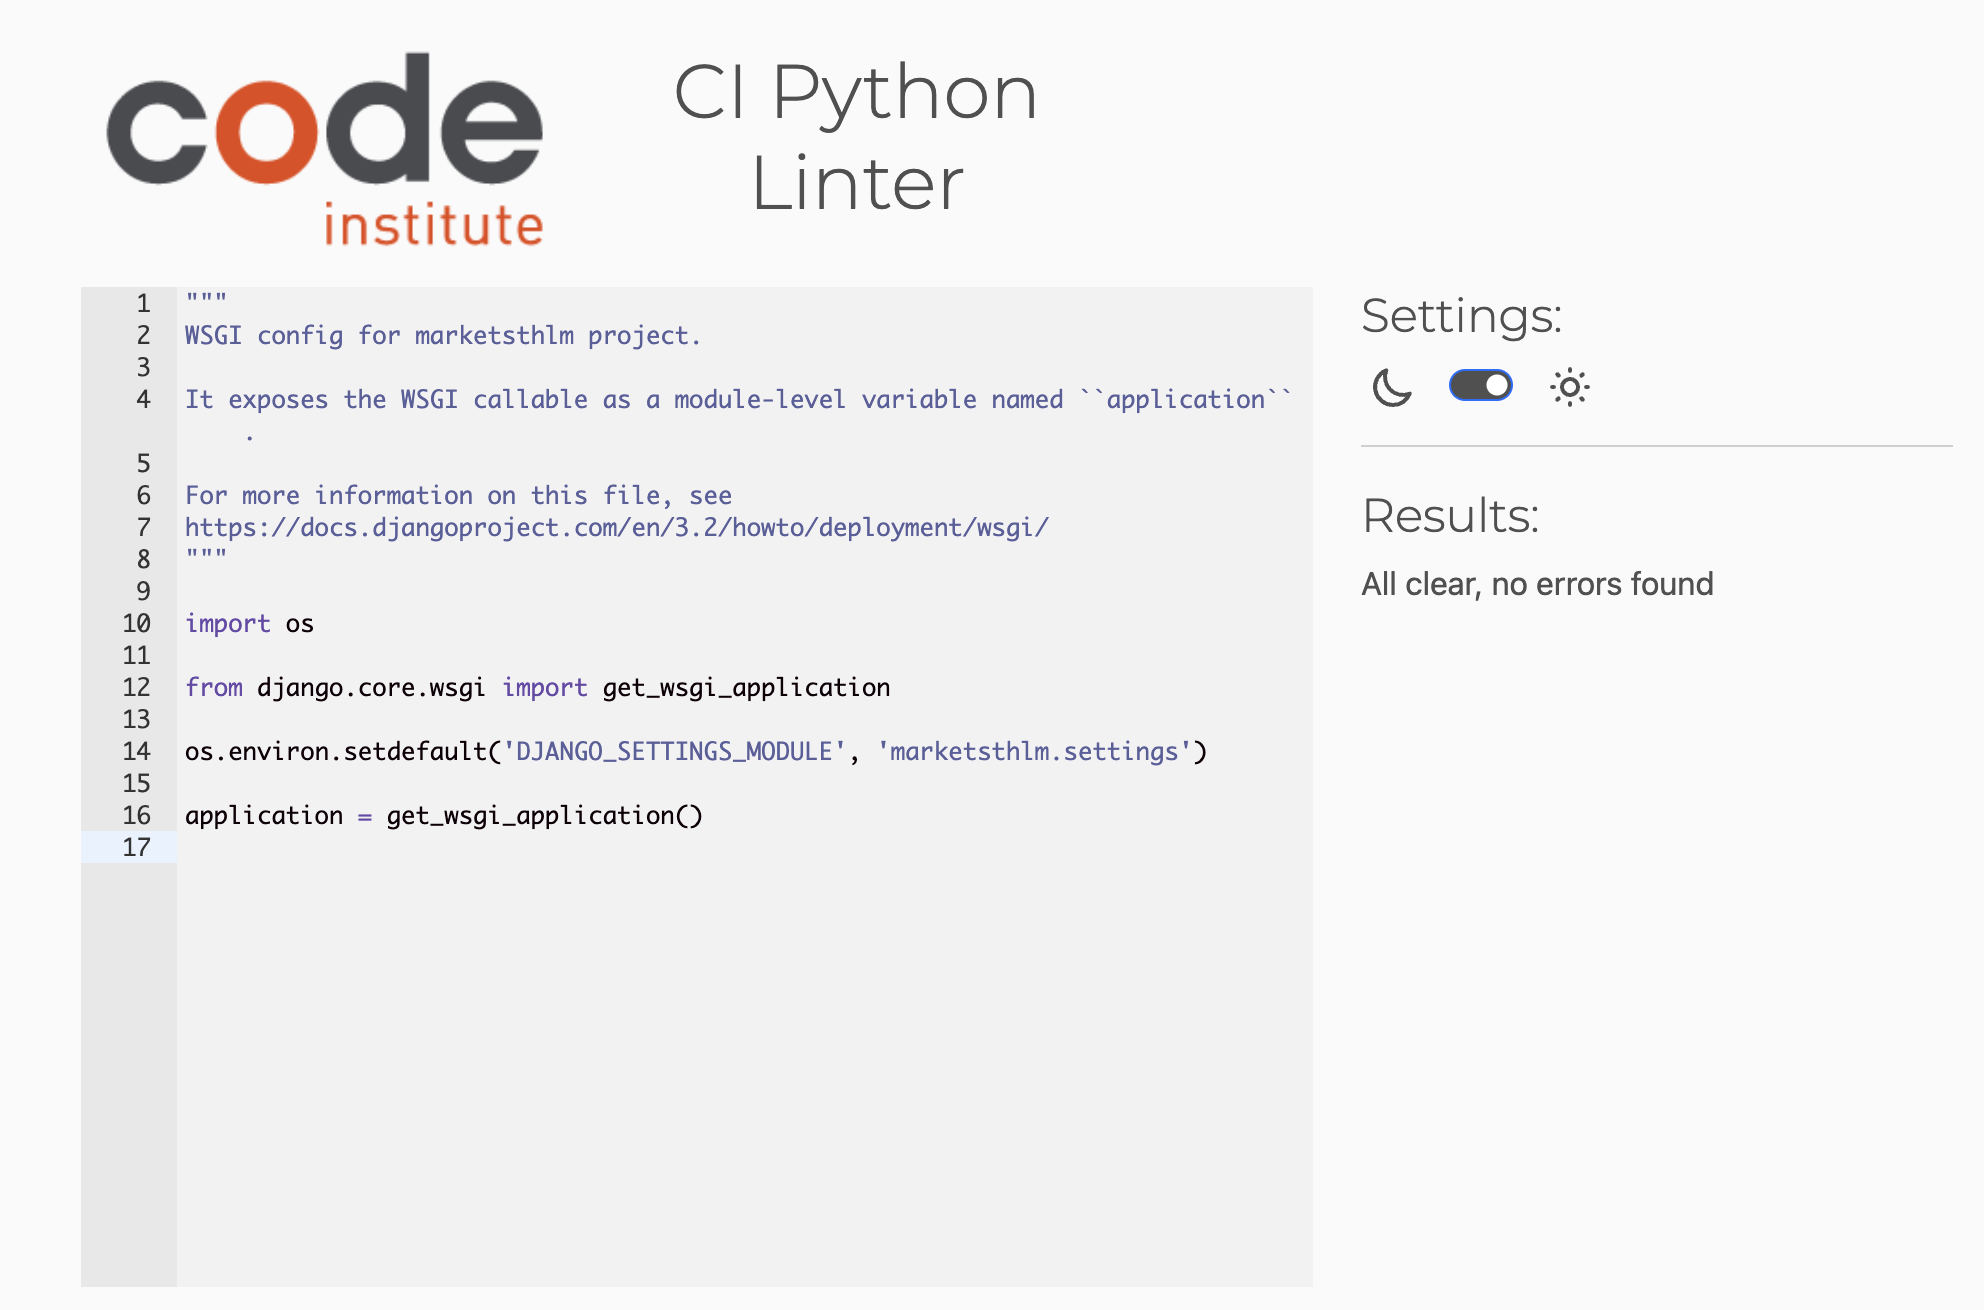 code
institute
CI Python
Linter
1 """
2 WSGI config for marketsthlm project.
3
4 It exposes the WSGI callable as a module-level variable named ``application``
.
5
6 For more information on this file, see
7 https://docs.djangoproject.com/en/3.2/howto/deployment/wsgi/
8 """
9
10 import os
11
12 from django.core.wsgi import get_wsgi_application
13
14 os.environ.setdefault('DJANGO_SETTINGS_MODULE', 'marketsthlm.settings')
15
16 application = get_wsgi_application()
17
Settings:
Results:
All clear, no errors found